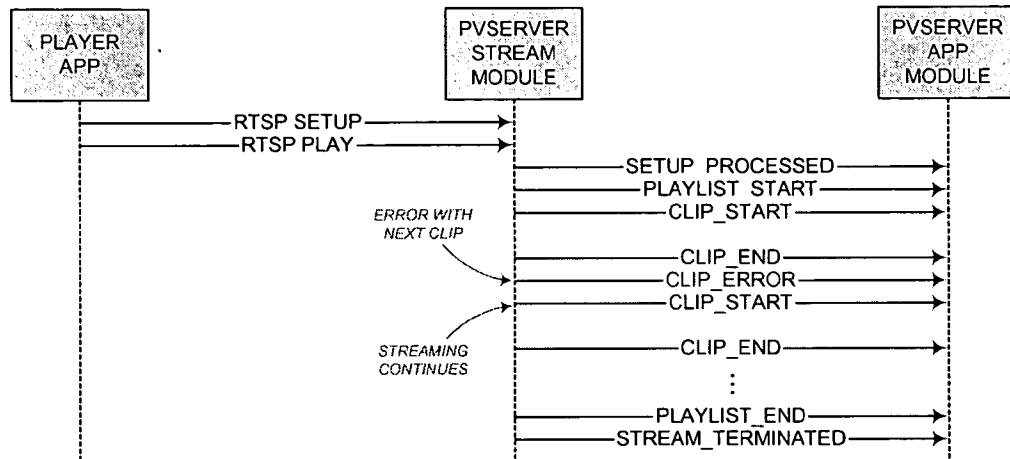 PLAYER
APP
PVSERVER
STREAM
MODULE
PVSERVER
APP
MODULE
RTSP SETUP
RTSP PLAY
SETUP PROCESSED
PLAYLIST START
CLIP_START
ERROR WITH
NEXT CLIP
CLIP_END
CLIP_ERROR
CLIP_START
STREAMING
CONTINUES
CLIP_END
PLAYLIST_END
STREAM_TERMINATED